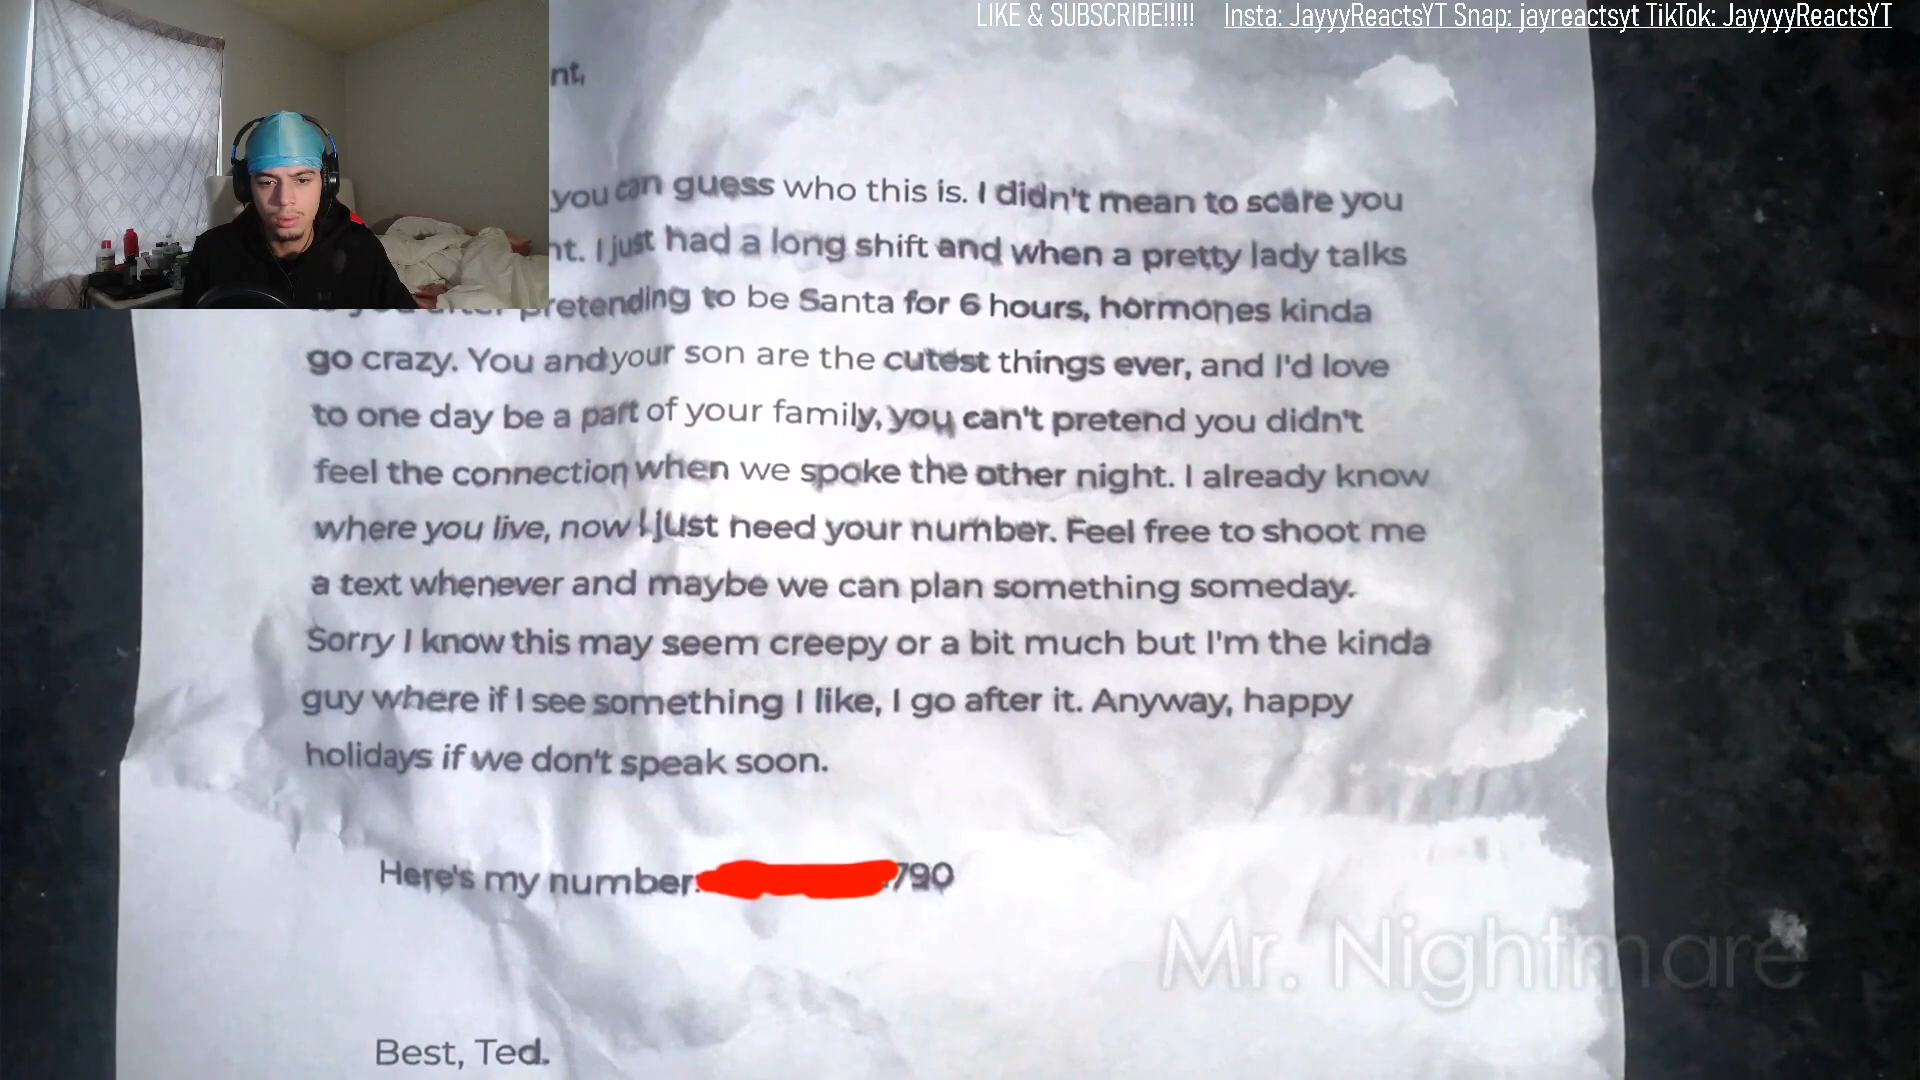 LIKE & SUBSCRIBE!!!!! Insta: JayyyReactsYT Snap: jayreactsyt TikTok: JayyyyReactsYT
nt,
you can guess who this is. I didn't mean to scare you
nt. I just had a long shift and when a pretty lady talks
pretending to be Santa for 6 hours, hormones kinda
go crazy. You and your son are the cutest things ever, and I'd love
to one day be a part of your family, you can't pretend you didn't
feel the connection when we spoke the other night. I already know
where you live, now I just need your number. Feel free to shoot me
a text whenever and maybe we can plan something someday.
Sorry I know this may seem creepy or a bit much but I'm the kinda
guy where if I see something I like, I go after it. Anyway, happy
holidays if we don't speak soon.
Here's my number: 790
Mr. Nightmare
Best, Ted.